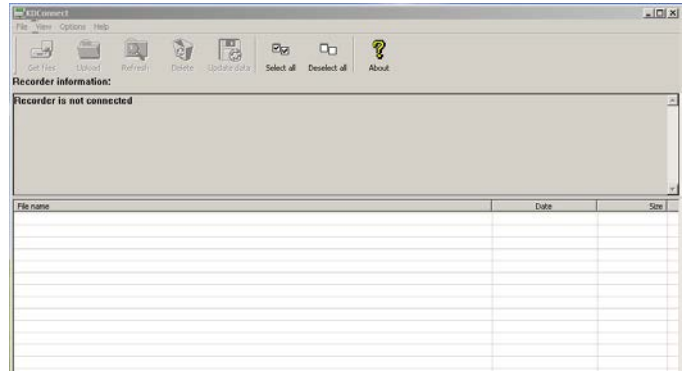 KDConnect
File View Options Help
Get files Upload Refresh Delete Update data Select all Deselect all About
Recorder information:
Recorder is not connected
File name Date Size